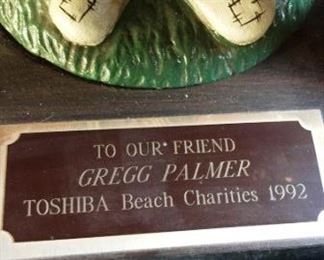 TO OUR FRIEND
GREGG PALMER
TOSHIBA Beach Charities 1992